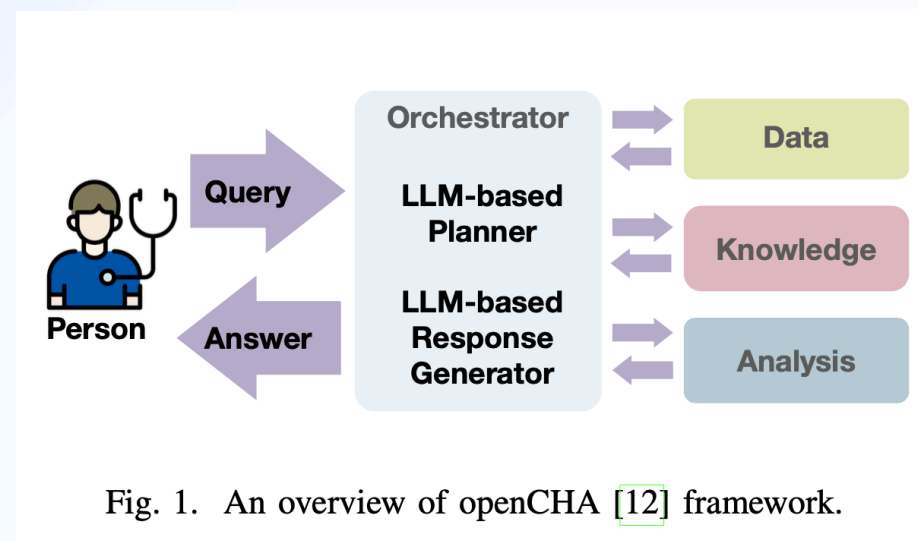 Query
Person
Answer
Orchestrator
LLM-based
Planner
LLM-based
Response
Generator
Data
Knowledge
Analysis
Fig. 1. An overview of openCHA [12] framework.